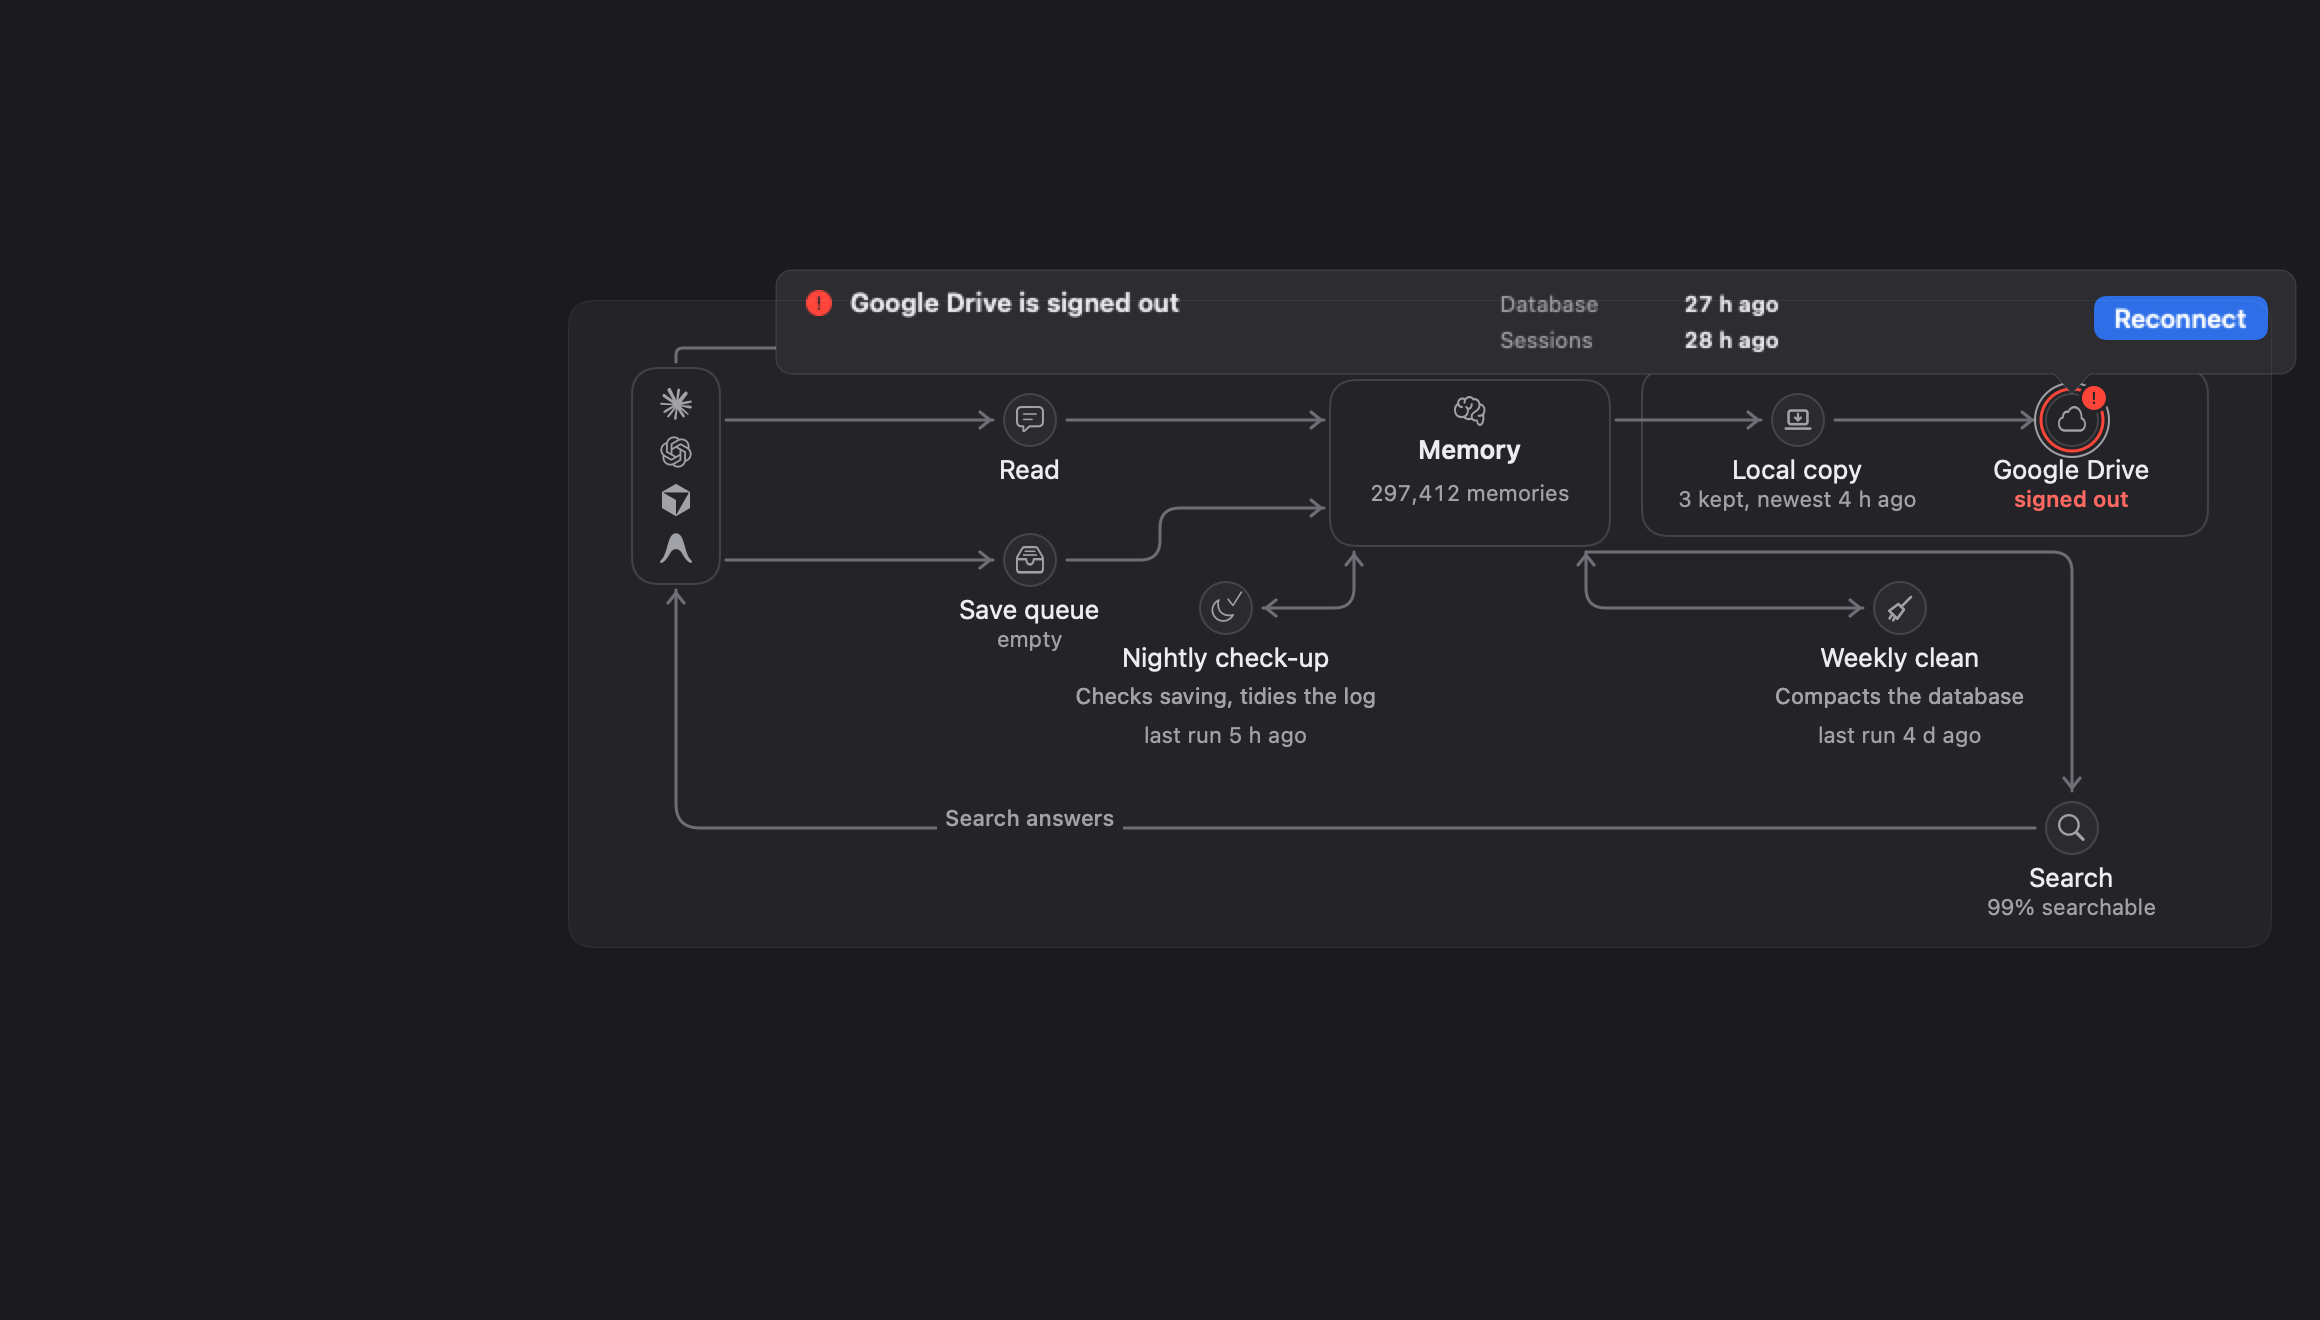 Google Drive is signed out
Database 27 h ago
Sessions 28 h ago
Reconnect
Read
Memory
297,412 memories
Local copy
3 kept, newest 4 h ago
Google Drive
signed out
Save queue
empty
Nightly check-up
Checks saving, tidies the log
last run 5 h ago
Weekly clean
Compacts the database
last run 4 d ago
Search answers
Search
99% searchable